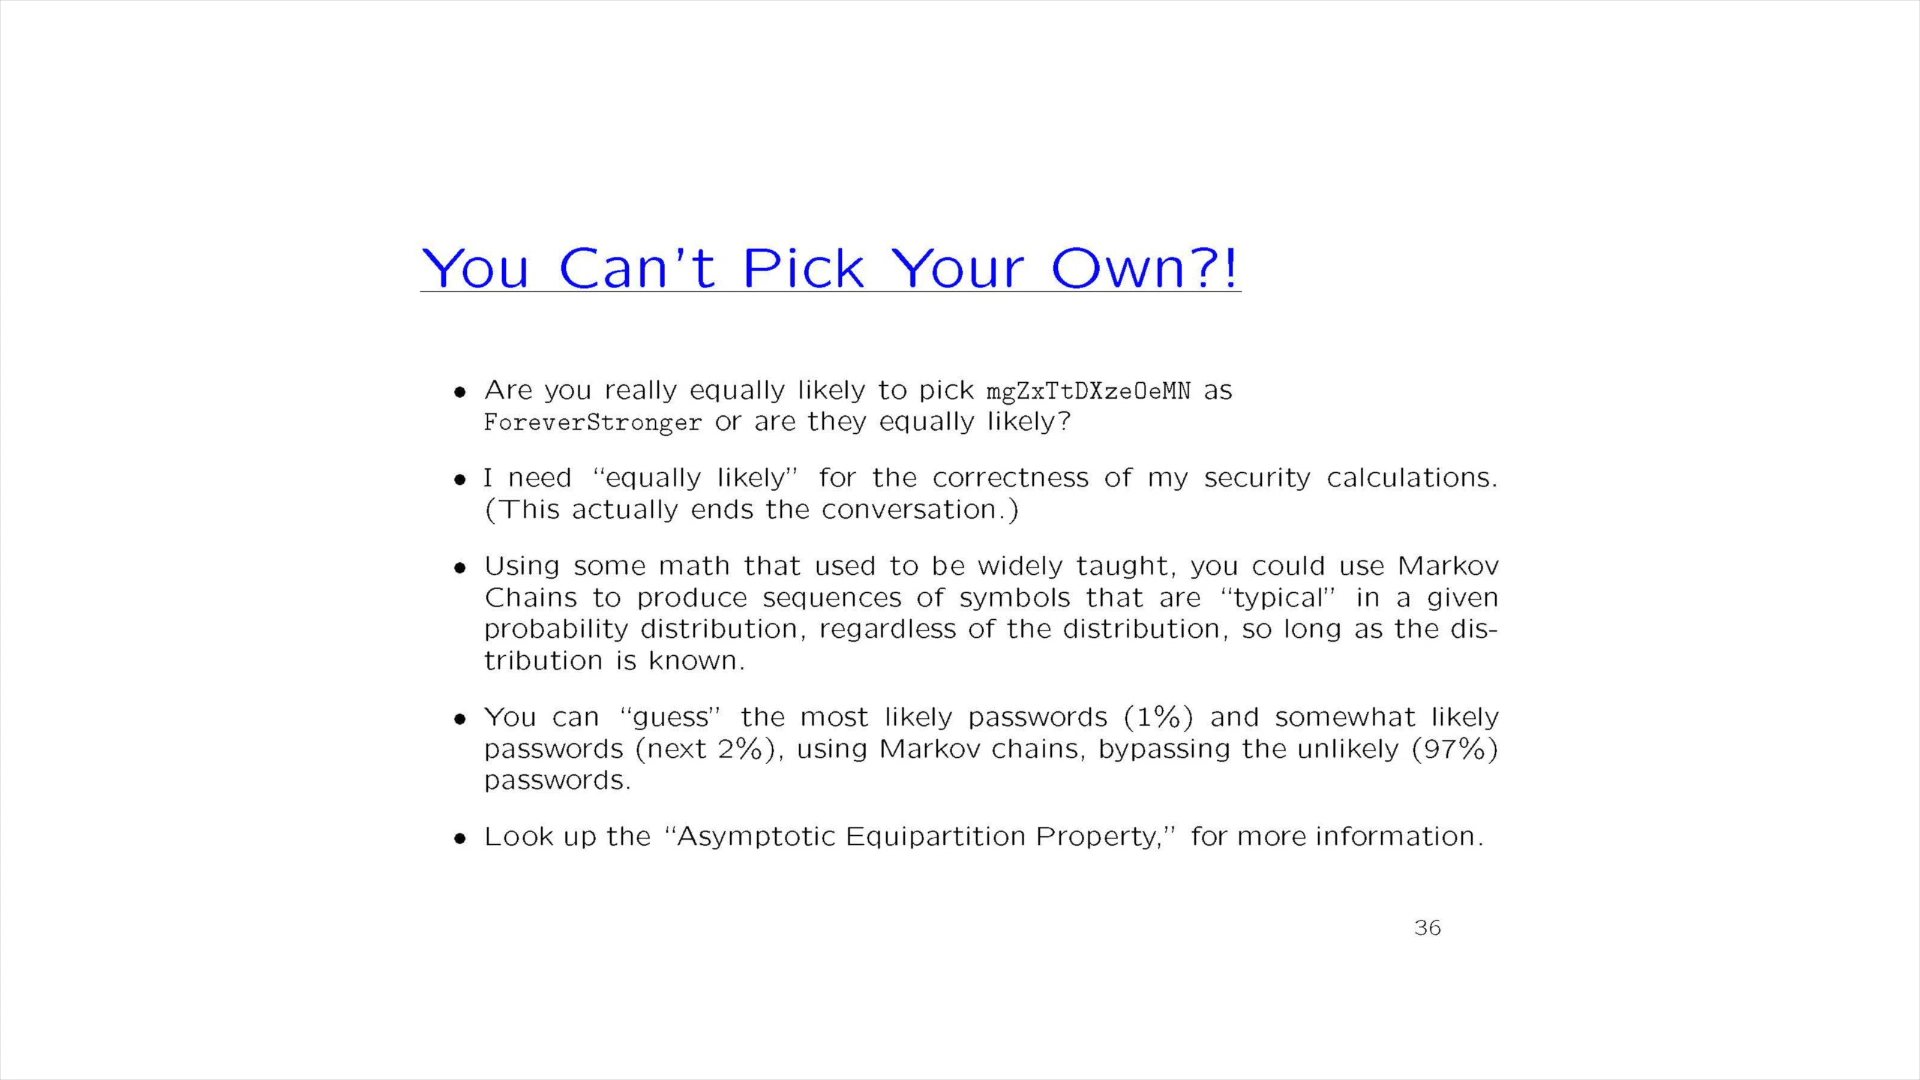 You Can't Pick Your Own?!
• Are you really equally likely to pick mgZxTtDXzeOeMN as
ForeverStronger or are they equally likely?
• I need “equally likely” for the correctness of my security calculations.
(This actually ends the conversation.)
• Using some math that used to be widely taught, you could use Markov
Chains to produce sequences of symbols that are “typical” in a given
probability distribution, regardless of the distribution, so long as the dis-
tribution is known.
• You can “guess” the most likely passwords (1%) and somewhat likely
passwords (next 2%), using Markov chains, bypassing the unlikely (97%)
passwords.
• Look up the “Asymptotic Equipartition Property,” for more information.
36